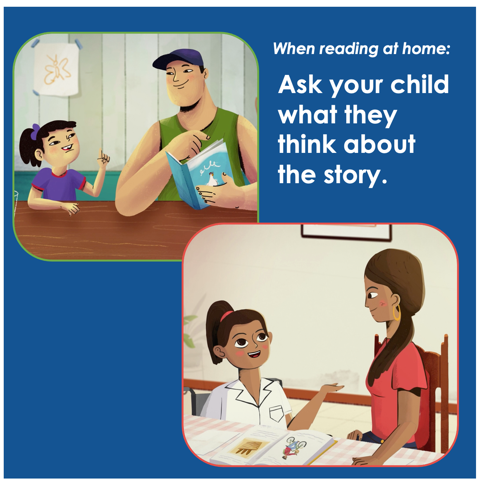 When reading at home:
Ask your child
what they
think about
the story.